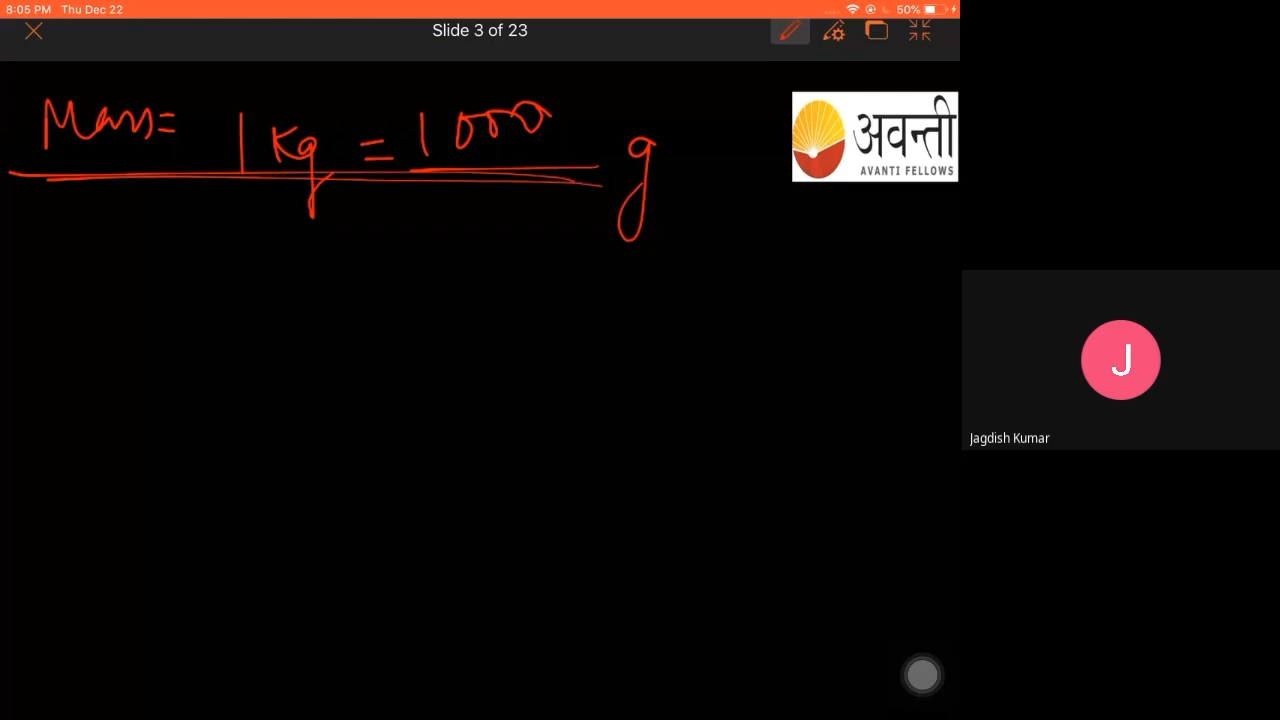 8:05 PM Thu Dec 22
50%
Slide 3 of 23
Mass= 1 Kg = 1000 g
अवन्ती
AVANTI FELLOWS
J
Jagdish Kumar